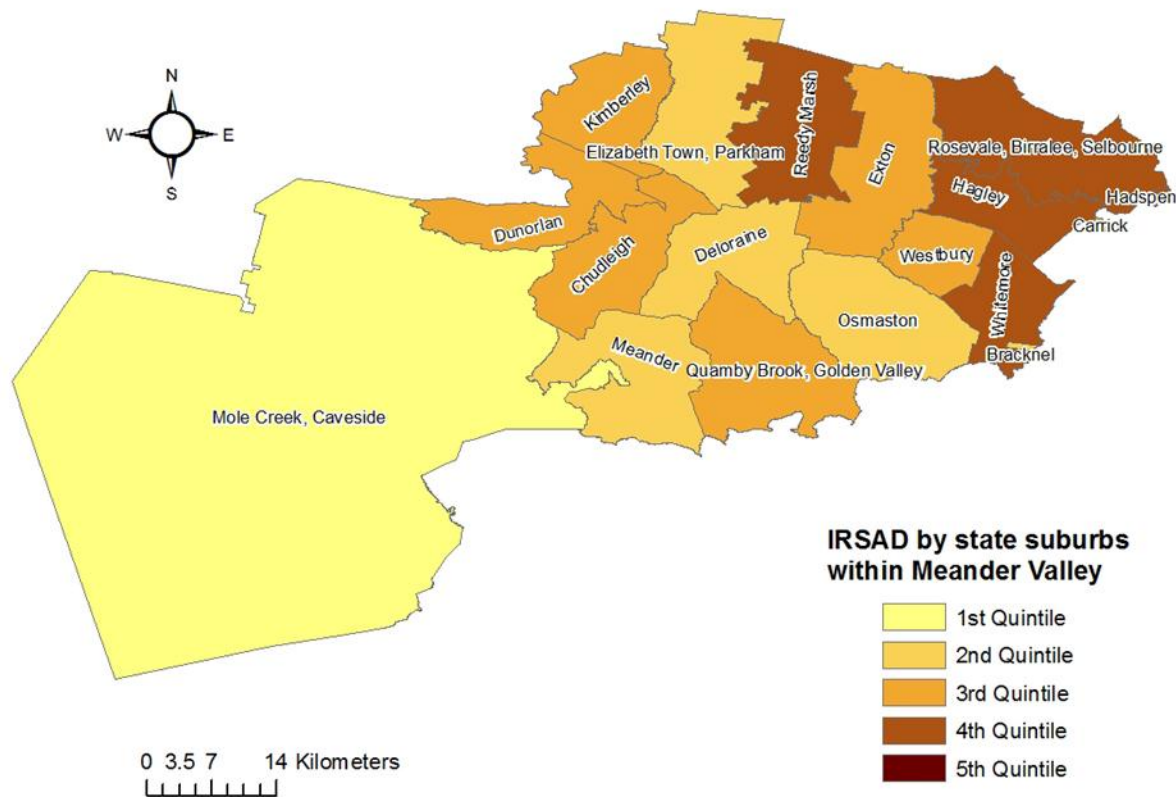 N
W
E
S
Kimberley
Elizabeth Town, Parkham
Reedy Marsh
Exton
Rosevale, Birralee, Selbourne
Hagley
Hadspen
Carrick
Dunorlan
Chudleigh
Deloraine
Westbury
Whitemore
Osmaston
Bracknel
Meander
Quamby Brook, Golden Valley
Mole Creek, Caveside
IRSAD by state suburbs
within Meander Valley
1st Quintile
2nd Quintile
3rd Quintile
4th Quintile
5th Quintile
0 3.5 7 14 Kilometers